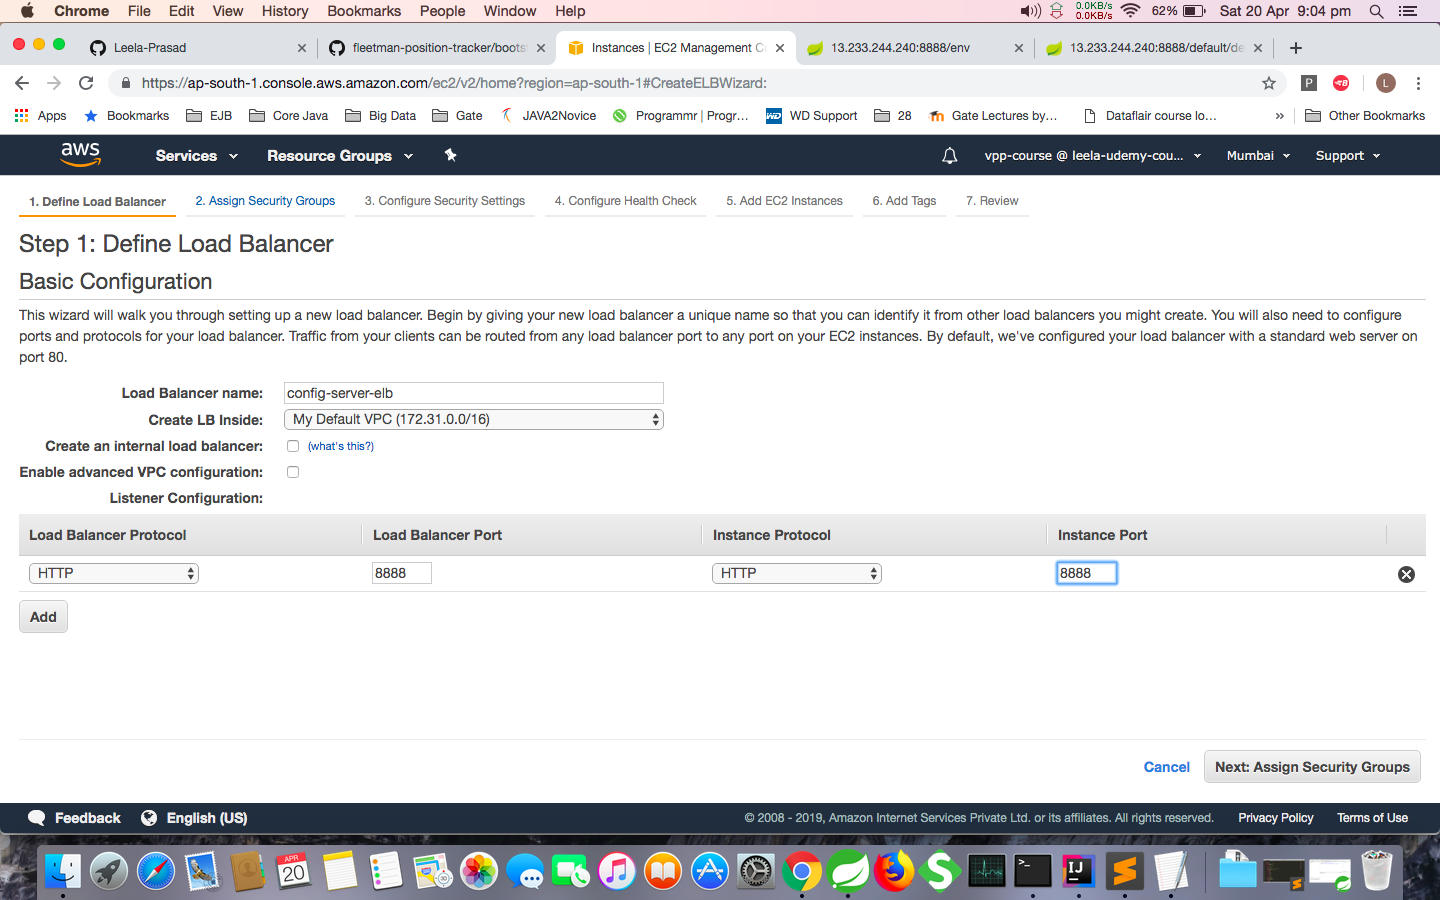 Chrome File Edit View History Bookmarks People Window Help 0.0KB/s 0.0KB/s 62% Sat 20 Apr 9:04 pm
Leela-Prasad
fleetman-position-tracker/boots
Instances | EC2 Management C
13.233.244.240:8888/env
13.233.244.240:8888/default/de
https://ap-south-1.console.aws.amazon.com/ec2/v2/home?region=ap-south-1#CreateELBWizard:
P
L
Apps Bookmarks EJB Core Java Big Data Gate JAVA2Novice Programmr | Progr... WD Support 28 Gate Lectures by... Dataflair course lo... » Other Bookmarks
aws Services Resource Groups vpp-course @ leela-udemy-cou... Mumbai Support
1. Define Load Balancer 2. Assign Security Groups 3. Configure Security Settings 4. Configure Health Check 5. Add EC2 Instances 6. Add Tags 7. Review
Step 1: Define Load Balancer
Basic Configuration
This wizard will walk you through setting up a new load balancer. Begin by giving your new load balancer a unique name so that you can identify it from other load balancers you might create. You will also need to configure
ports and protocols for your load balancer. Traffic from your clients can be routed from any load balancer port to any port on your EC2 instances. By default, we've configured your load balancer with a standard web server on
port 80.
Load Balancer name: config-server-elb
Create LB Inside: My Default VPC (172.31.0.0/16)
Create an internal load balancer: (what's this?)
Enable advanced VPC configuration:
Listener Configuration:
Load Balancer Protocol Load Balancer Port Instance Protocol Instance Port
HTTP 8888 HTTP 8888
Add
Cancel Next: Assign Security Groups
Feedback English (US) © 2008 - 2019, Amazon Internet Services Private Ltd. or its affiliates. All rights reserved. Privacy Policy Terms of Use
APR
20
IJ